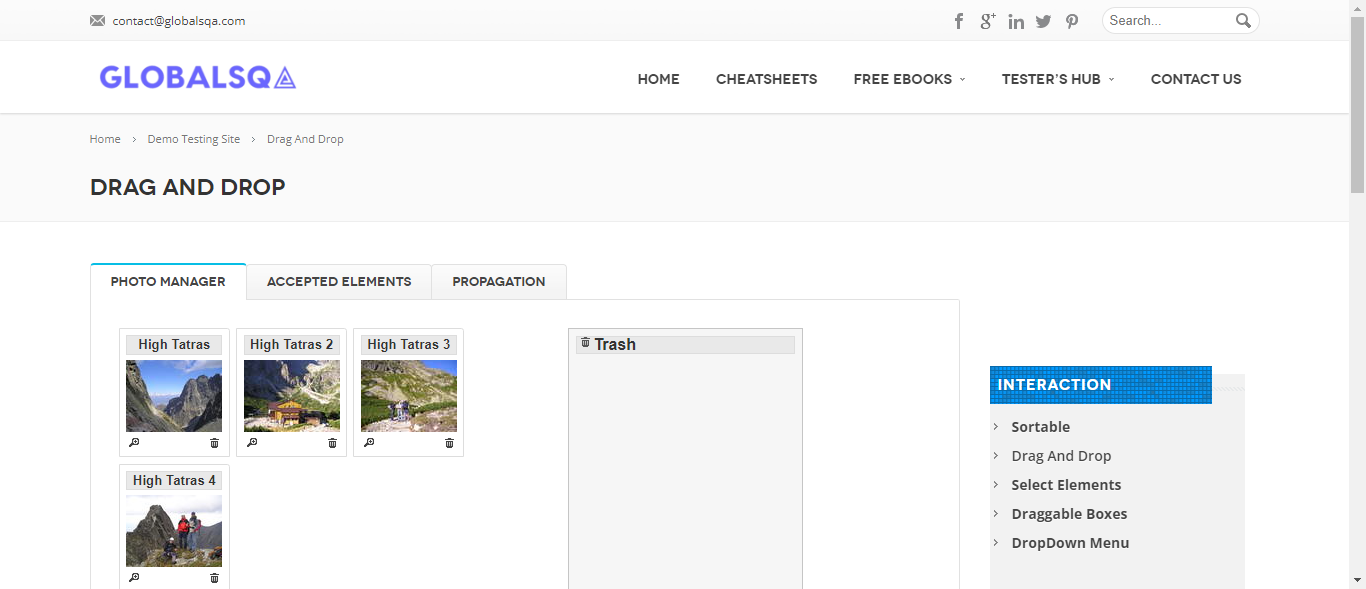 contact@globalsqa.com
Search...
GLOBALSQA
HOME CHEATSHEETS FREE EBOOKS TESTER'S HUB CONTACT US
Home › Demo Testing Site › Drag And Drop
DRAG AND DROP
PHOTO MANAGER ACCEPTED ELEMENTS PROPAGATION
High Tatras High Tatras 2 High Tatras 3
High Tatras 4
Trash
INTERACTION
Sortable
Drag And Drop
Select Elements
Draggable Boxes
DropDown Menu